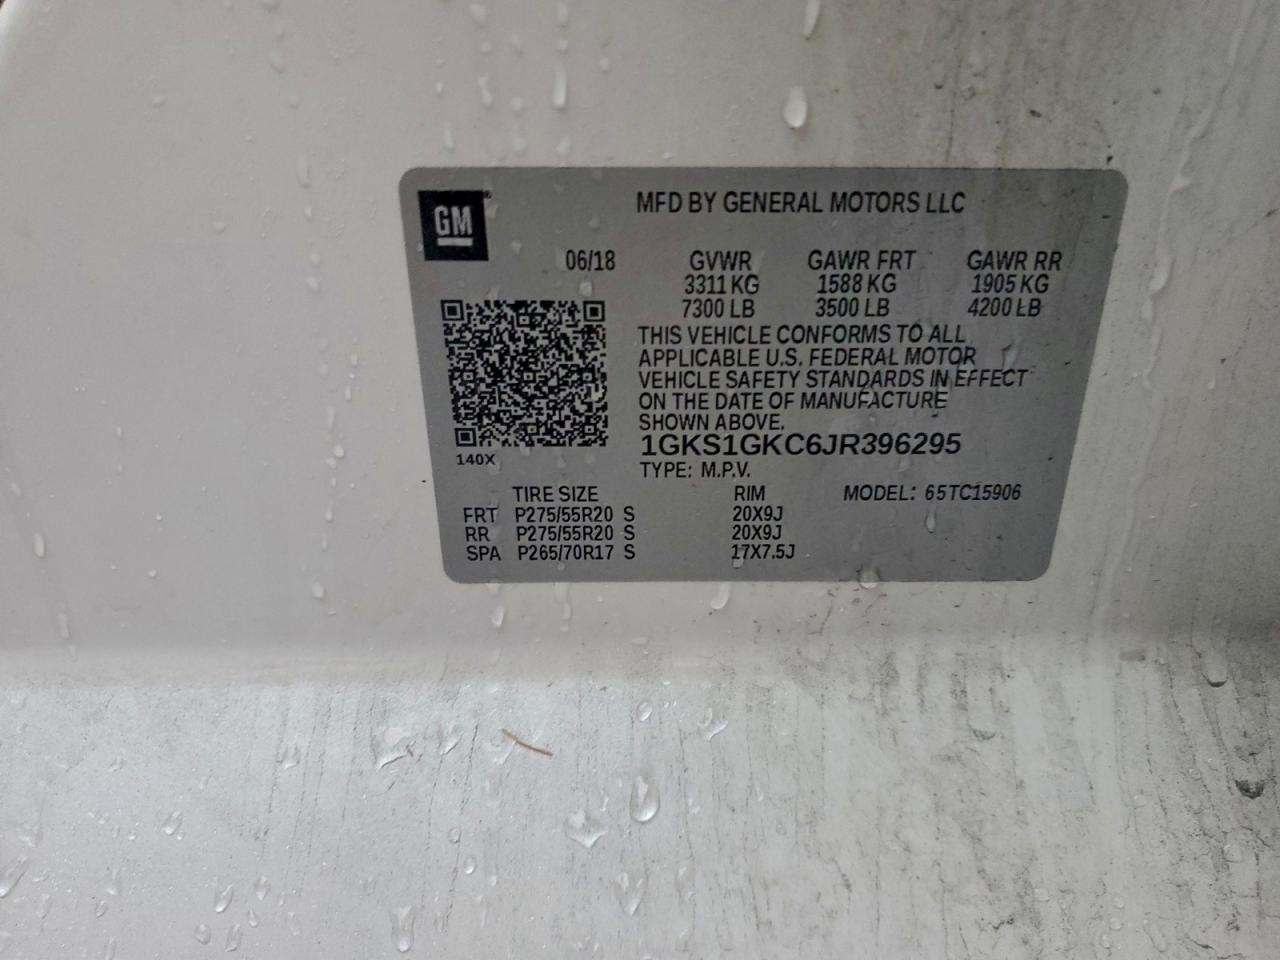 GM
MFD BY GENERAL MOTORS LLC
06/18 GVWR GAWR FRT GAWR RR
3311 KG 1588 KG 1905 KG
7300 LB 3500 LB 4200 LB
THIS VEHICLE CONFORMS TO ALL
APPLICABLE U.S. FEDERAL MOTOR
VEHICLE SAFETY STANDARDS IN EFFECT
ON THE DATE OF MANUFACTURE
SHOWN ABOVE.
1GKS1GKC6JR396295
140X
TYPE: M.P.V.
TIRE SIZE RIM MODEL: 65TC15906
FRT P275/55R20 S 20X9J
RR P275/55R20 S 20X9J
SPA P265/70R17 S 17X7.5J